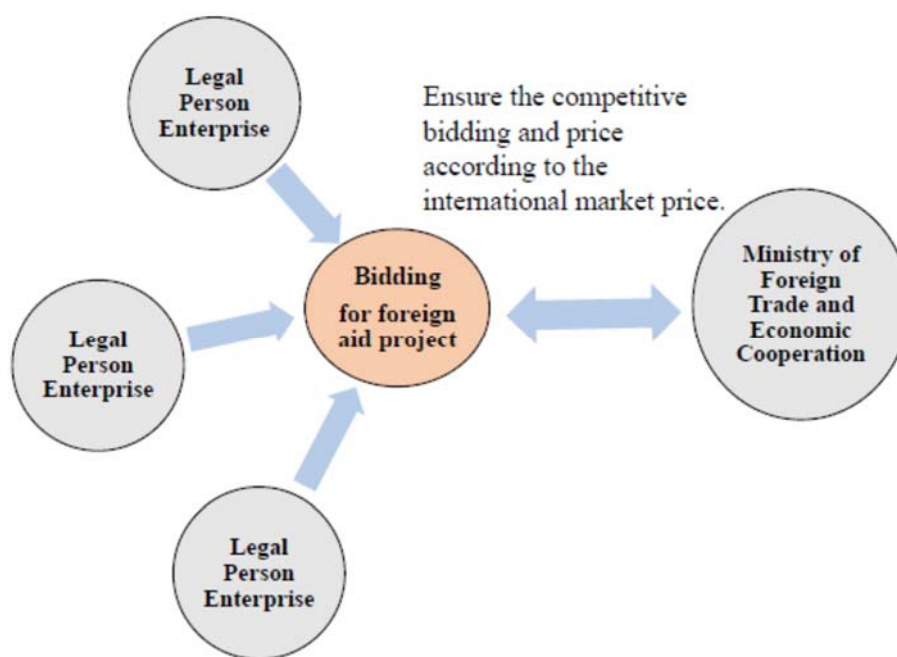 Legal
Person
Enterprise
Ensure the competitive
bidding and price
according to the
international market price.
Bidding
for foreign
aid project
Ministry of
Foreign
Trade and
Economic
Cooperation
Legal
Person
Enterprise
Legal
Person
Enterprise